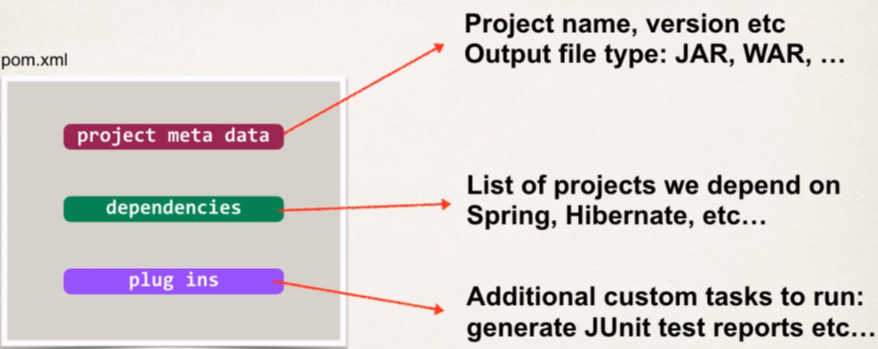 Project name, version etc
Output file type: JAR, WAR, …
pom.xml
project meta data
dependencies
List of projects we depend on
Spring, Hibernate, etc…
plug ins
Additional custom tasks to run:
generate JUnit test reports etc…